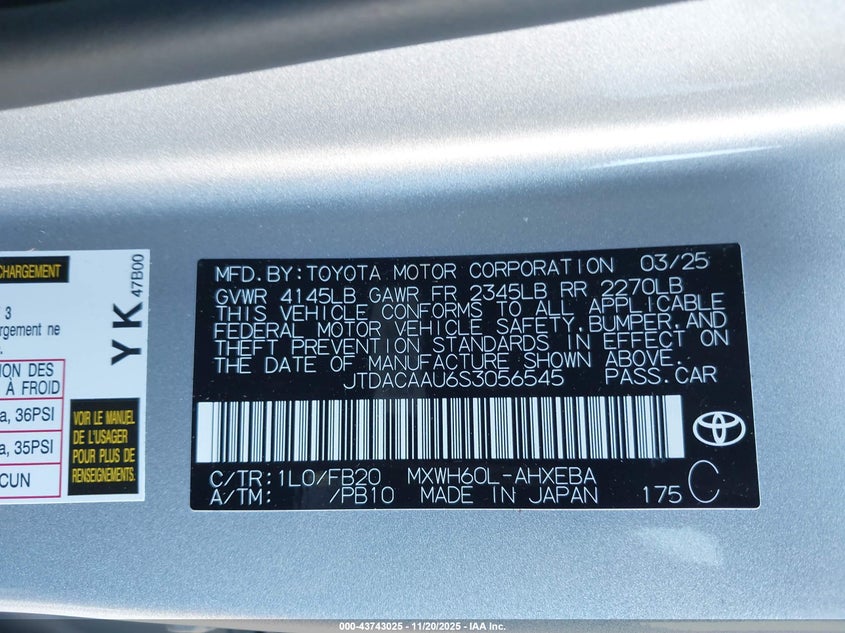 CHARGEMENT
3
argement ne
ION DES
À FROID
a, 36PSI
a, 35PSI
CUN
YK
47B00
VOIR LE MANUEL
DE L'USAGER
POUR PLUS DE
RENSEIGNEMENTS
MFD.BY:TOYOTA MOTOR CORPORATION 03/25
GVWR 4145LB GAWR FR 2345LB RR 2270LB
THIS VEHICLE CONFORMS TO ALL APPLICABLE
FEDERAL MOTOR VEHICLE SAFETY,BUMPER,AND
THEFT PREVENTION STANDARDS IN EFFECT ON
THE DATE OF MANUFACTURE SHOWN ABOVE.
JTDACAAU6S3056545 PASS.CAR
C/TR:1L0/FB20 MXWH60L-AHXEBA
A/TM: /PB10 MADE IN JAPAN 175 C
000-43743025 - 11/20/2025 - IAA Inc.